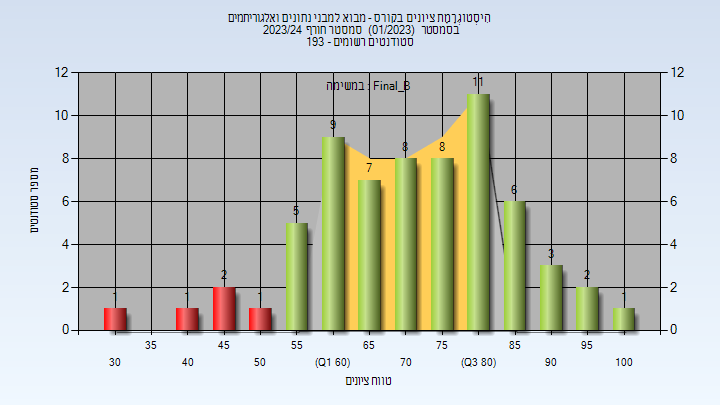 הִיסְטוֹגְרָמַת ציונים בקורס - מבוא למבני נתונים ואלגוריתמים
בסמסטר (01/2023) סמסטר חורף 2023/24
סטודנטים רשומים - 193
במשימה : Final_B
מספר סטודנטים
12 12
10 10
8 8
6 6
4 4
2 2
0 0
1 1 2 1 5 9 7 8 8 11 6 3 2 1
35 45 55 65 75 85 95
30 40 50 (Q1 60) 70 (Q3 80) 90 100
טווח ציונים